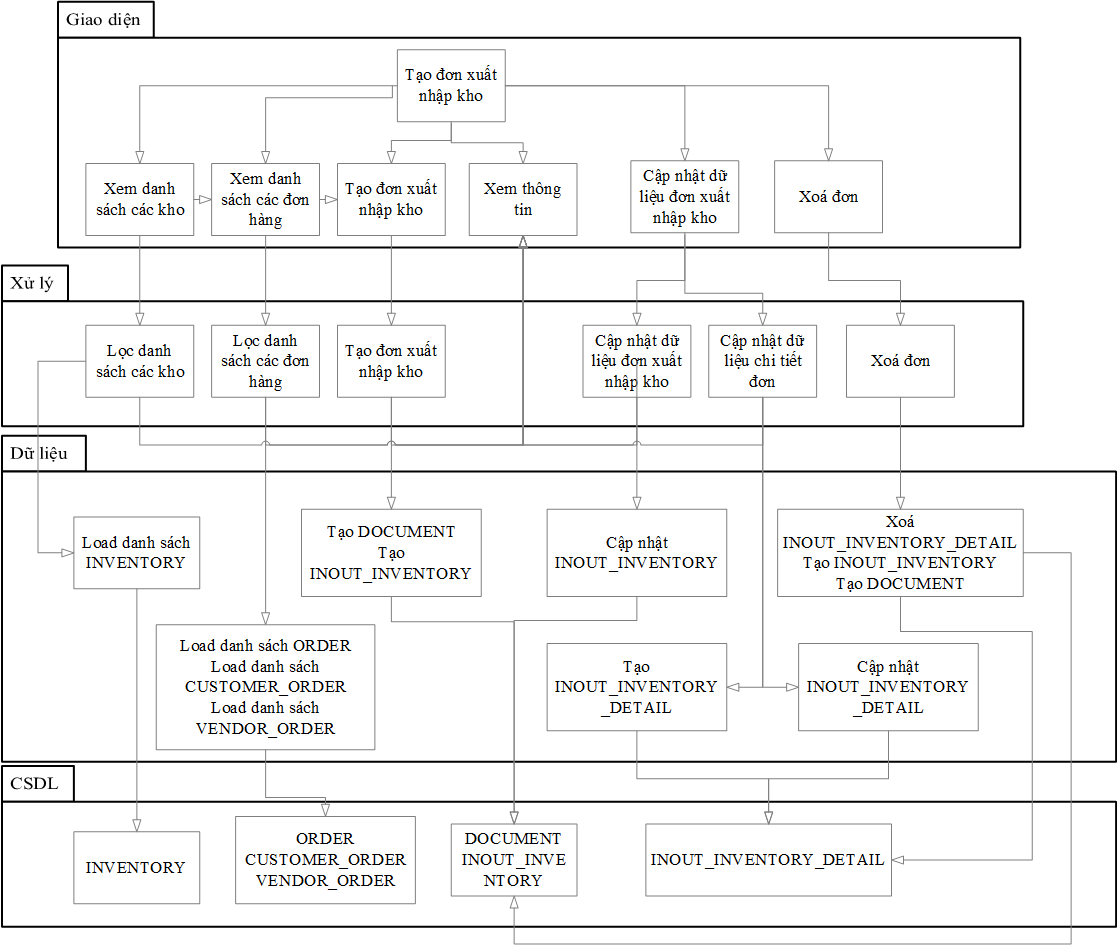 Giao diện
Tạo đơn xuất
nhập kho
Xem danh
sách các kho
Xem danh
sách các đơn
hàng
Tạo đơn xuất
nhập kho
Xem thông
tin
Cập nhật dữ
liệu đơn xuất
nhập kho
Xoá đơn
Xử lý
Lọc danh
sách các kho
Lọc danh
sách các đơn
hàng
Tạo đơn xuất
nhập kho
Cập nhật dữ
liệu đơn xuất
nhập kho
Cập nhật dữ
liệu chi tiết
đơn
Xoá đơn
Dữ liệu
Load danh sách
INVENTORY
Tạo DOCUMENT
Tạo
INOUT_INVENTORY
Cập nhật
INOUT_INVENTORY
Xoá
INOUT_INVENTORY_DETAIL
Tạo INOUT_INVENTORY
Tạo DOCUMENT
Load danh sách ORDER
Load danh sách
CUSTOMER_ORDER
Load danh sách
VENDOR_ORDER
Tạo
INOUT_INVENTORY
_DETAIL
Cập nhật
INOUT_INVENTORY
_DETAIL
CSDL
INVENTORY
ORDER
CUSTOMER_ORDER
VENDOR_ORDER
DOCUMENT
INOUT_INVE
NTORY
INOUT_INVENTORY_DETAIL